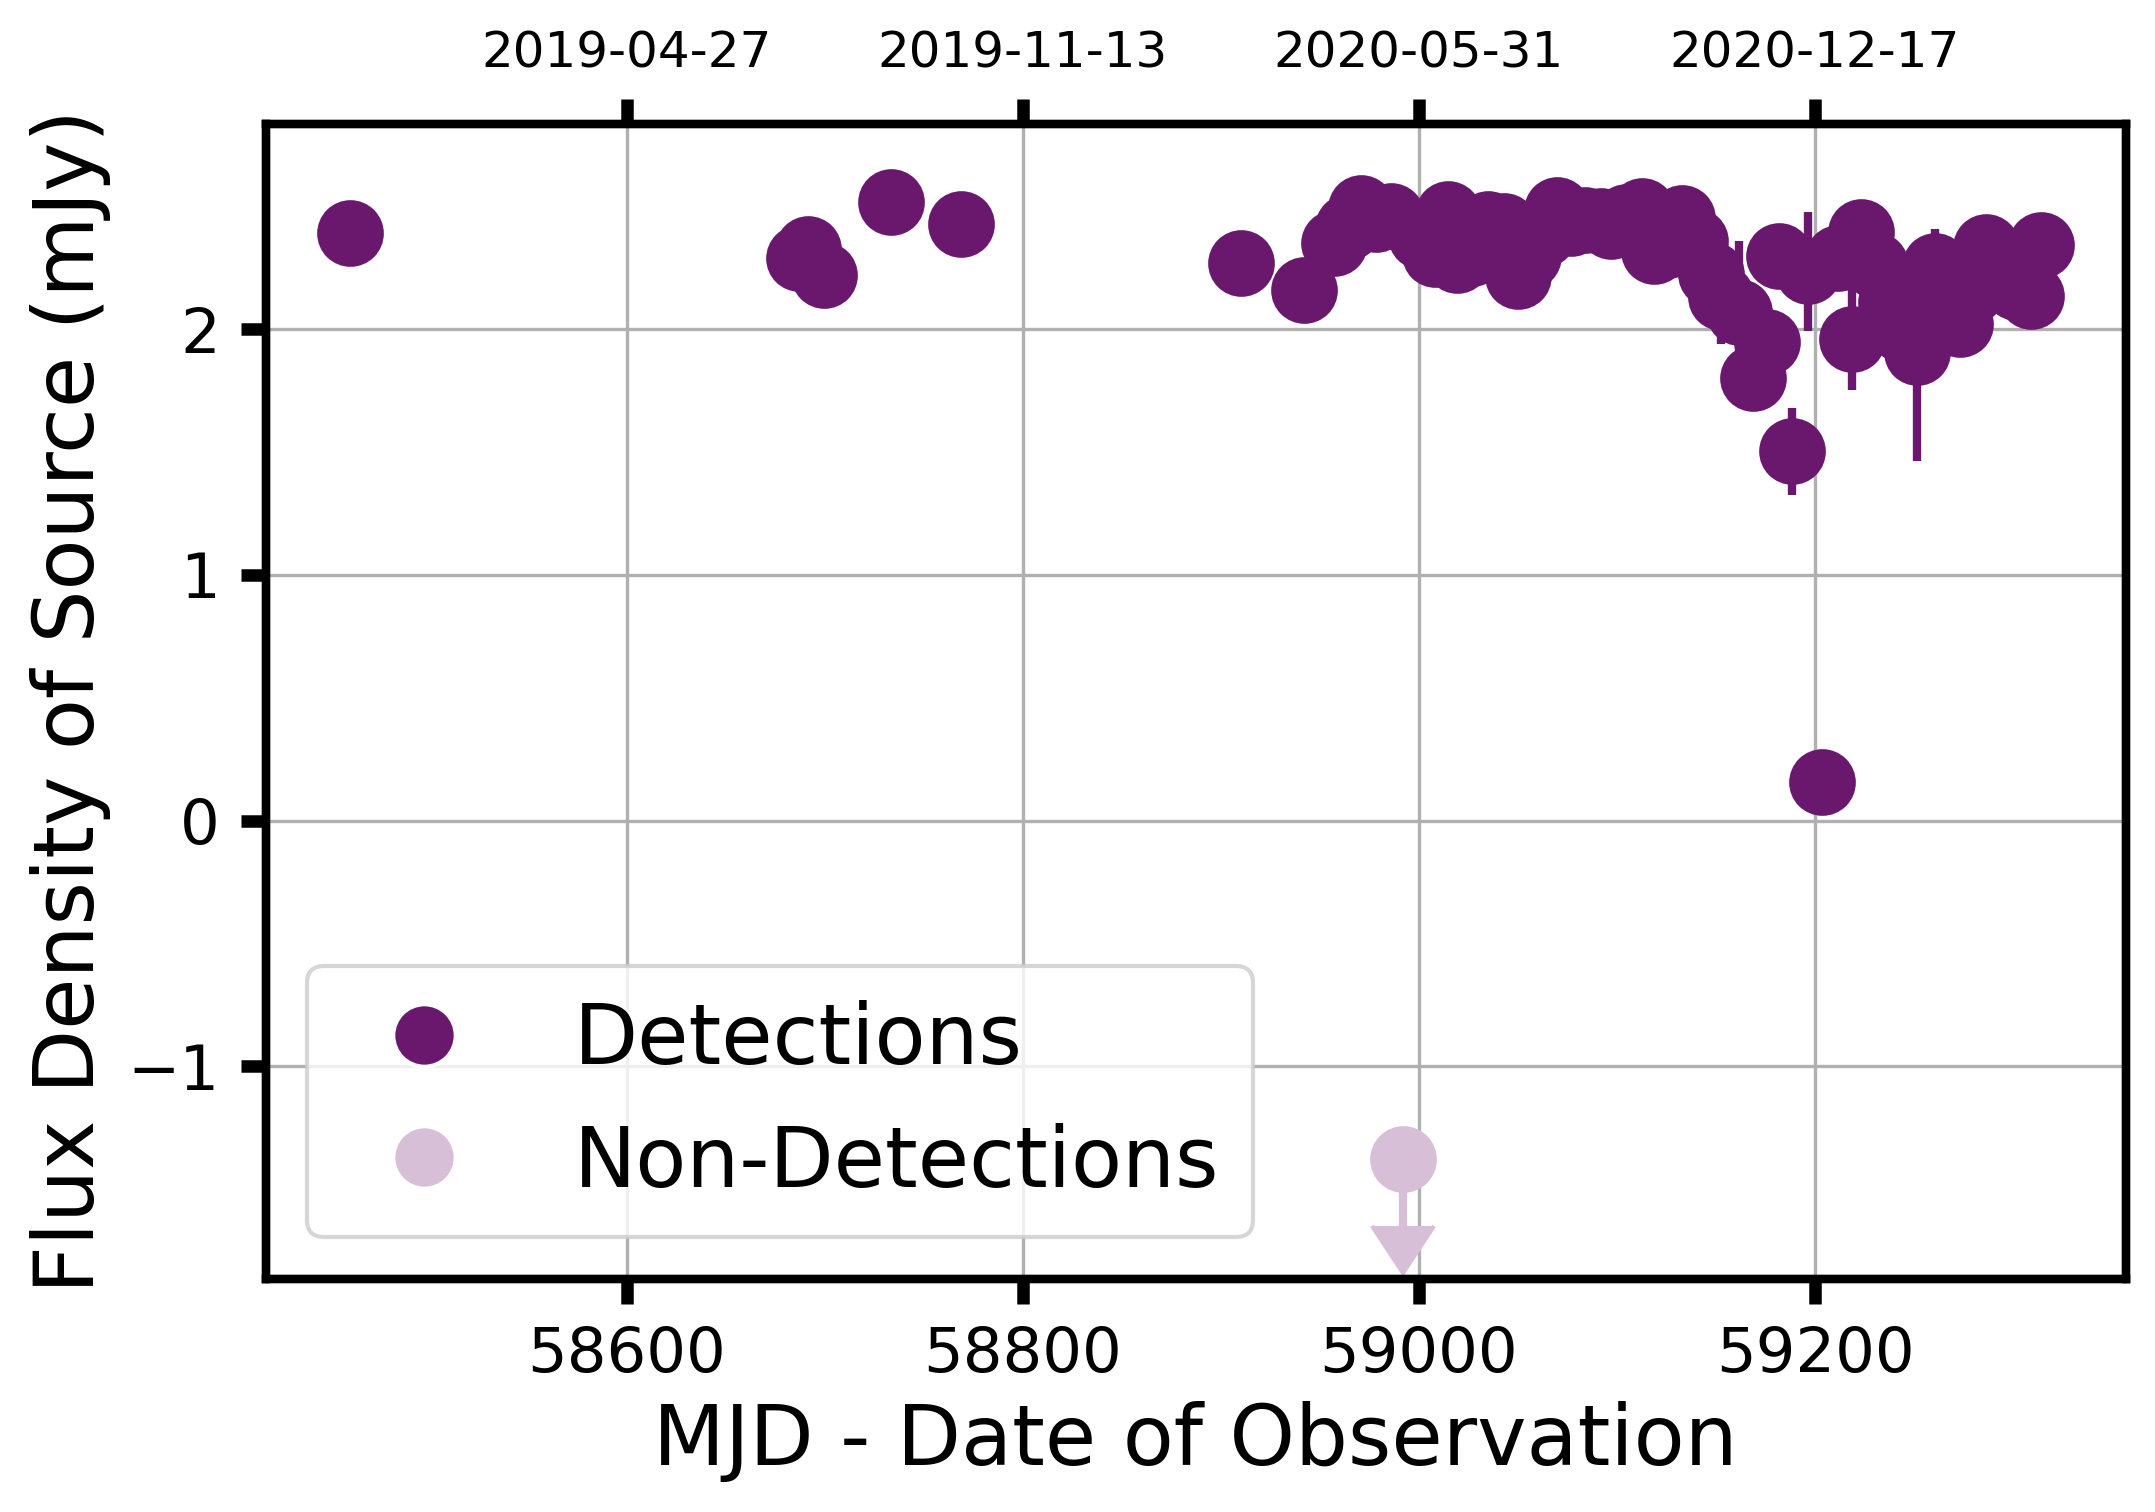 2019-04-27 2019-11-13 2020-05-31 2020-12-17
Flux Density of Source (mJy)
2
1
0
−1
Detections
Non-Detections
58600 58800 59000 59200
MJD - Date of Observation